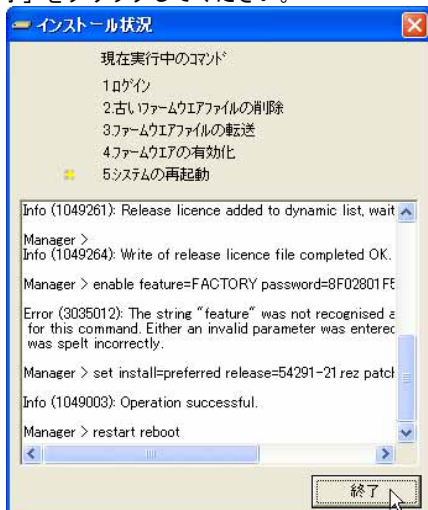 」をクリックしてください。
インストール状況
現在実行中のコマンド
1.ログイン
2.古いファームウエアファイルの削除
3.ファームウエアファイルの転送
4.ファームウエアの有効化
5.システムの再起動
Info (1049261): Release licence added to dynamic list, wait
Manager >
Info (1049264): Write of release licence file completed OK.
Manager > enable feature=FACTORY password=8F02801F
Error (3035012): The string "feature" was not recognised
for this command. Either an invalid parameter was entered
was spelt incorrectly.
Manager > set install=preferred release=54291-21.rez patch
Info (1049003): Operation successful.
Manager > restart reboot
終了